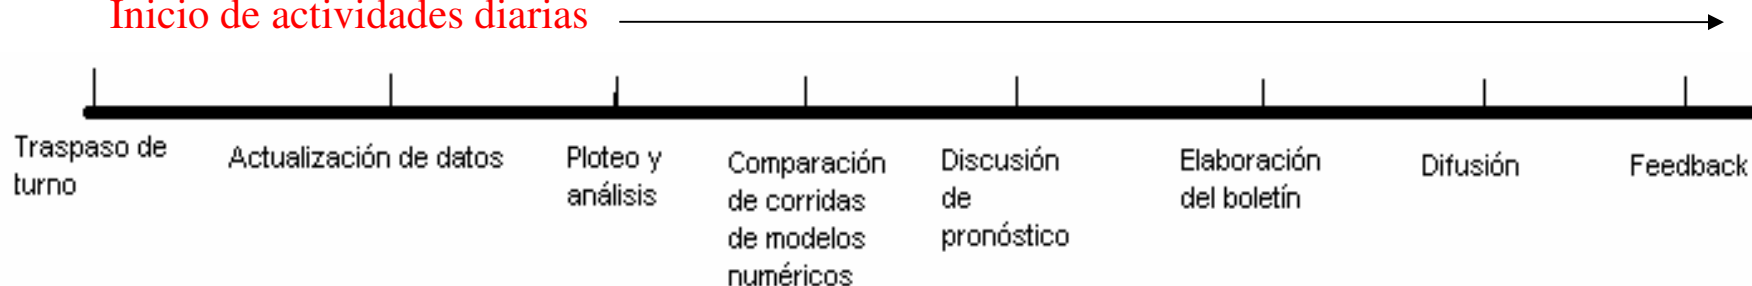 Inicio de actividades diarias
Traspaso de
turno
Actualización de datos
Ploteo y
análisis
Comparación
de corridas
de modelos
numéricos
Discusión
de
pronóstico
Elaboración
del boletín
Difusión
Feedback